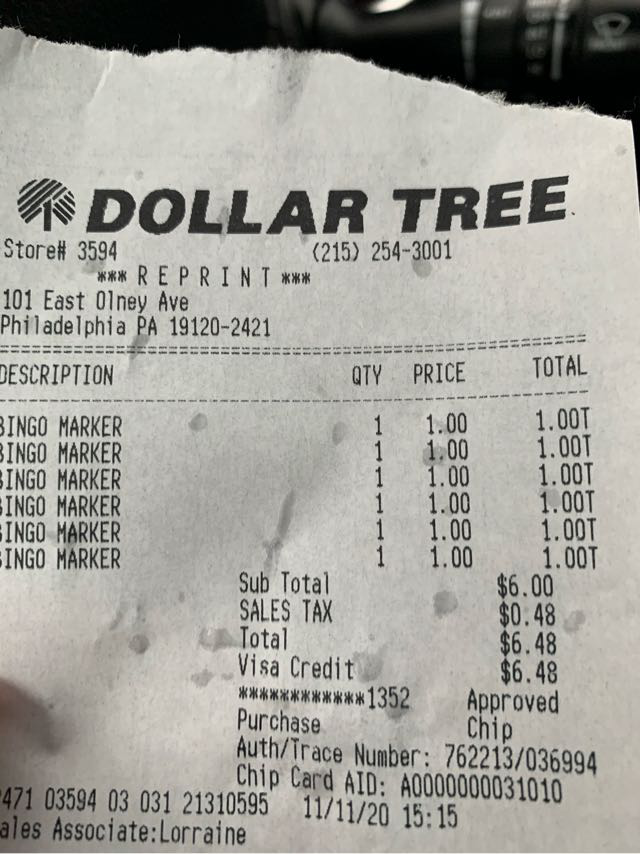 DOLLAR TREE
Store# 3594 (215) 254-3001
*** R E P R I N T ***
101 East Olney Ave
Philadelphia PA 19120-2421
DESCRIPTION QTY PRICE TOTAL
BINGO MARKER 1 1.00 1.00T
BINGO MARKER 1 1.00 1.00T
BINGO MARKER 1 1.00 1.00T
BINGO MARKER 1 1.00 1.00T
BINGO MARKER 1 1.00 1.00T
BINGO MARKER 1 1.00 1.00T
Sub Total $6.00
SALES TAX $0.48
Total $6.48
Visa Credit $6.48
************1352 Approved
Purchase Chip
Auth/Trace Number: 762213/036994
Chip Card AID: A0000000031010
471 03594 03 031 21310595 11/11/20 15:15
ales Associate:Lorraine